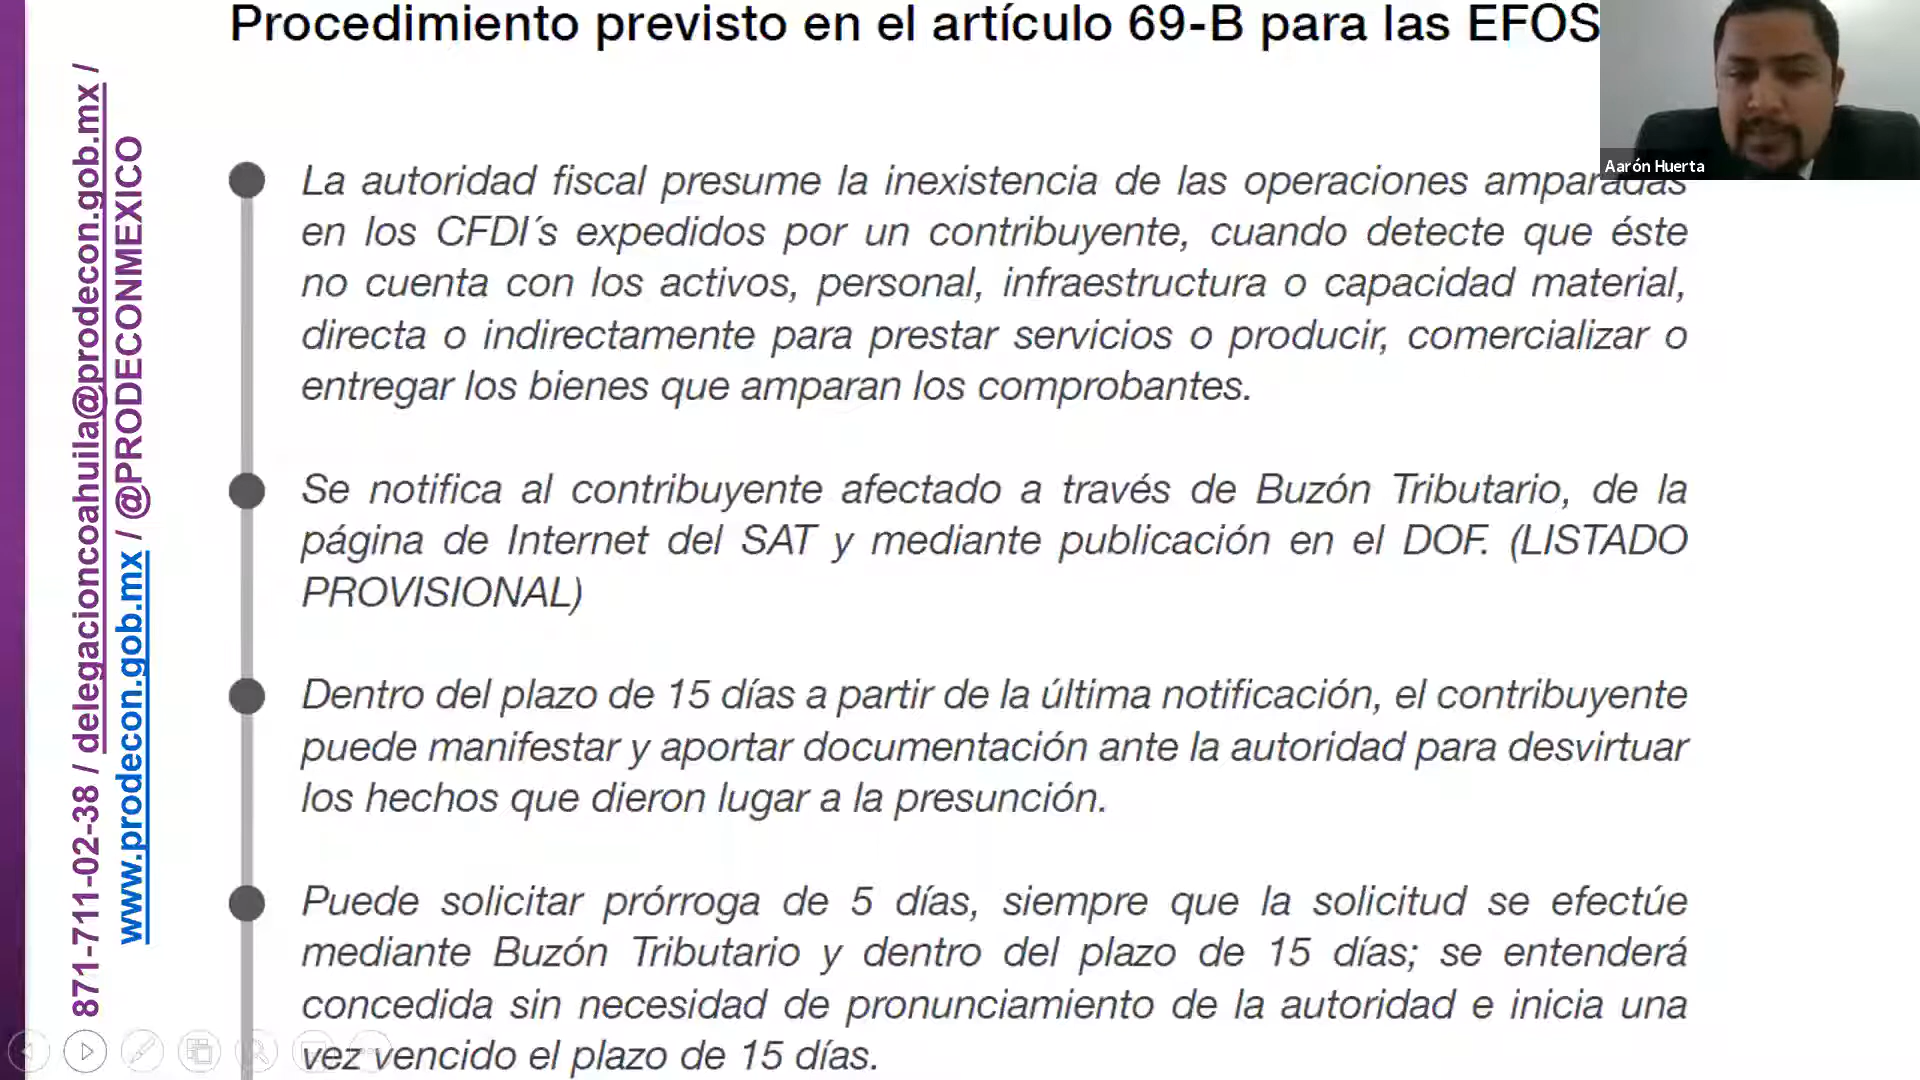 Procedimiento previsto en el artículo 69-B para las EFOS
Aarón Huerta
La autoridad fiscal presume la inexistencia de las operaciones amparadas
en los CFDI´s expedidos por un contribuyente, cuando detecte que éste
no cuenta con los activos, personal, infraestructura o capacidad material,
directa o indirectamente para prestar servicios o producir, comercializar o
entregar los bienes que amparan los comprobantes.
Se notifica al contribuyente afectado a través de Buzón Tributario, de la
página de Internet del SAT y mediante publicación en el DOF. (LISTADO
PROVISIONAL)
Dentro del plazo de 15 días a partir de la última notificación, el contribuyente
puede manifestar y aportar documentación ante la autoridad para desvirtuar
los hechos que dieron lugar a la presunción.
Puede solicitar prórroga de 5 días, siempre que la solicitud se efectúe
mediante Buzón Tributario y dentro del plazo de 15 días; se entenderá
concedida sin necesidad de pronunciamiento de la autoridad e inicia una
vez vencido el plazo de 15 días.
871-711-02-38 / delegacioncoahuila@prodecon.gob.mx /
www.prodecon.gob.mx / @PRODECONMEXICO